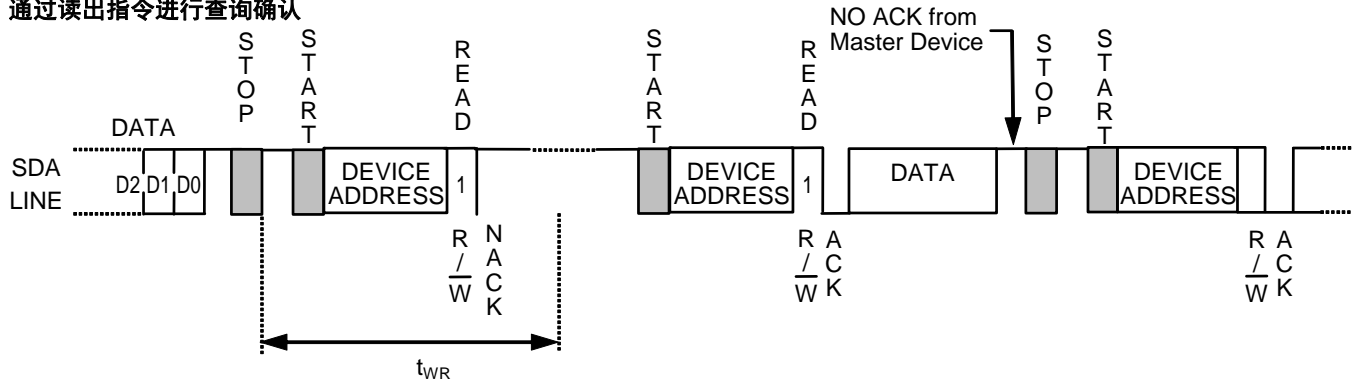 通过读出指令进行查询确认
NO ACK from
Master Device
STOP
START
READ
START
READ
STOP
START
DATA
SDA
LINE
D2 D1 D0
DEVICE
ADDRESS
1
DEVICE
ADDRESS
1
DATA
DEVICE
ADDRESS
R/W
NACK
R/W
ACK
R/W
ACK
tWR